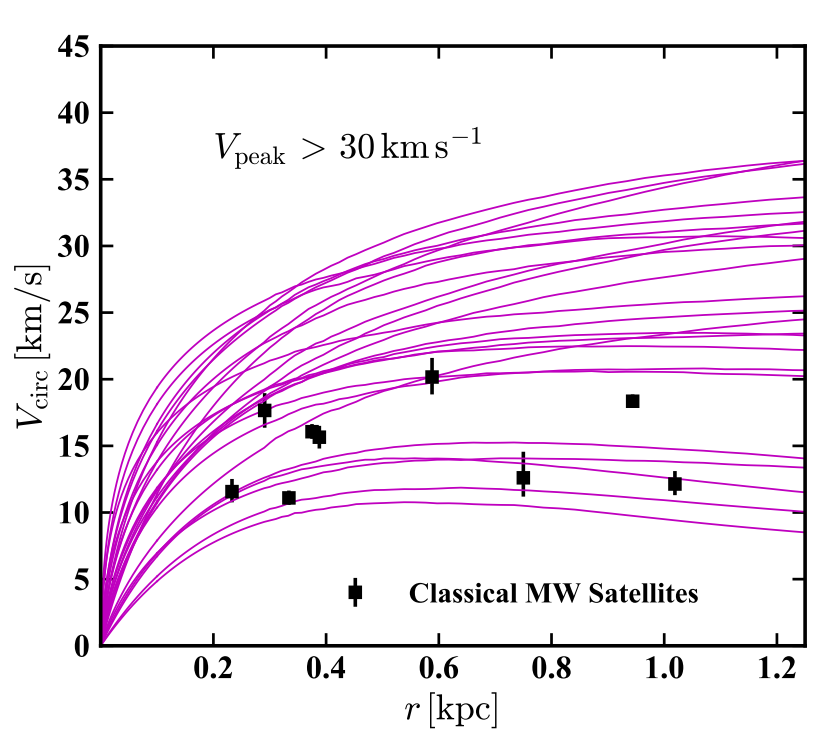 45
40
35
30
25
20
15
10
5
0
V_peak > 30 km s⁻¹
V_circ [km/s]
Classical MW Satellites
0.2 0.4 0.6 0.8 1.0 1.2
r [kpc]